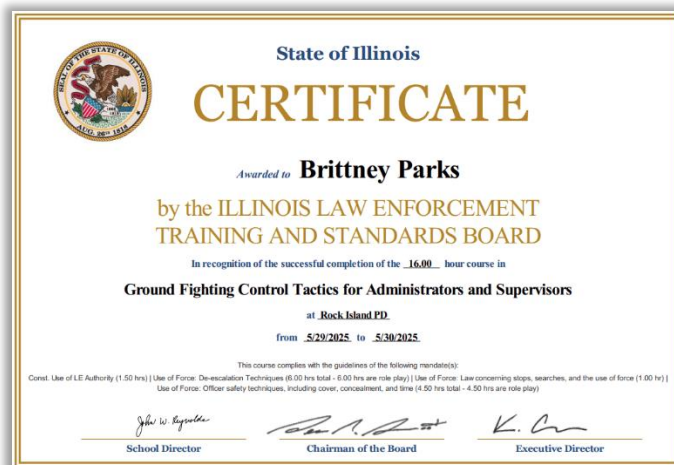 SEAL OF THE STATE OF ILLINOIS
AUG. 26TH 1818
State of Illinois
CERTIFICATE
Awarded to Brittney Parks
by the ILLINOIS LAW ENFORCEMENT
TRAINING AND STANDARDS BOARD
In recognition of the successful completion of the 16.00 hour course in
Ground Fighting Control Tactics for Administrators and Supervisors
at Rock Island PD
from 5/29/2025 to 5/30/2025
This course complies with the guidelines of the following mandate(s):
Const. Use of LE Authority (1.50 hrs) | Use of Force: De-escalation Techniques (6.00 hrs total - 6.00 hrs are role play) | Use of Force: Law concerning stops, searches, and the use of force (1.00 hr) |
Use of Force: Officer safety techniques, including cover, concealment, and time (4.50 hrs total - 4.50 hrs are role play)
John W. Reynolds
School Director Chairman of the Board Executive Director